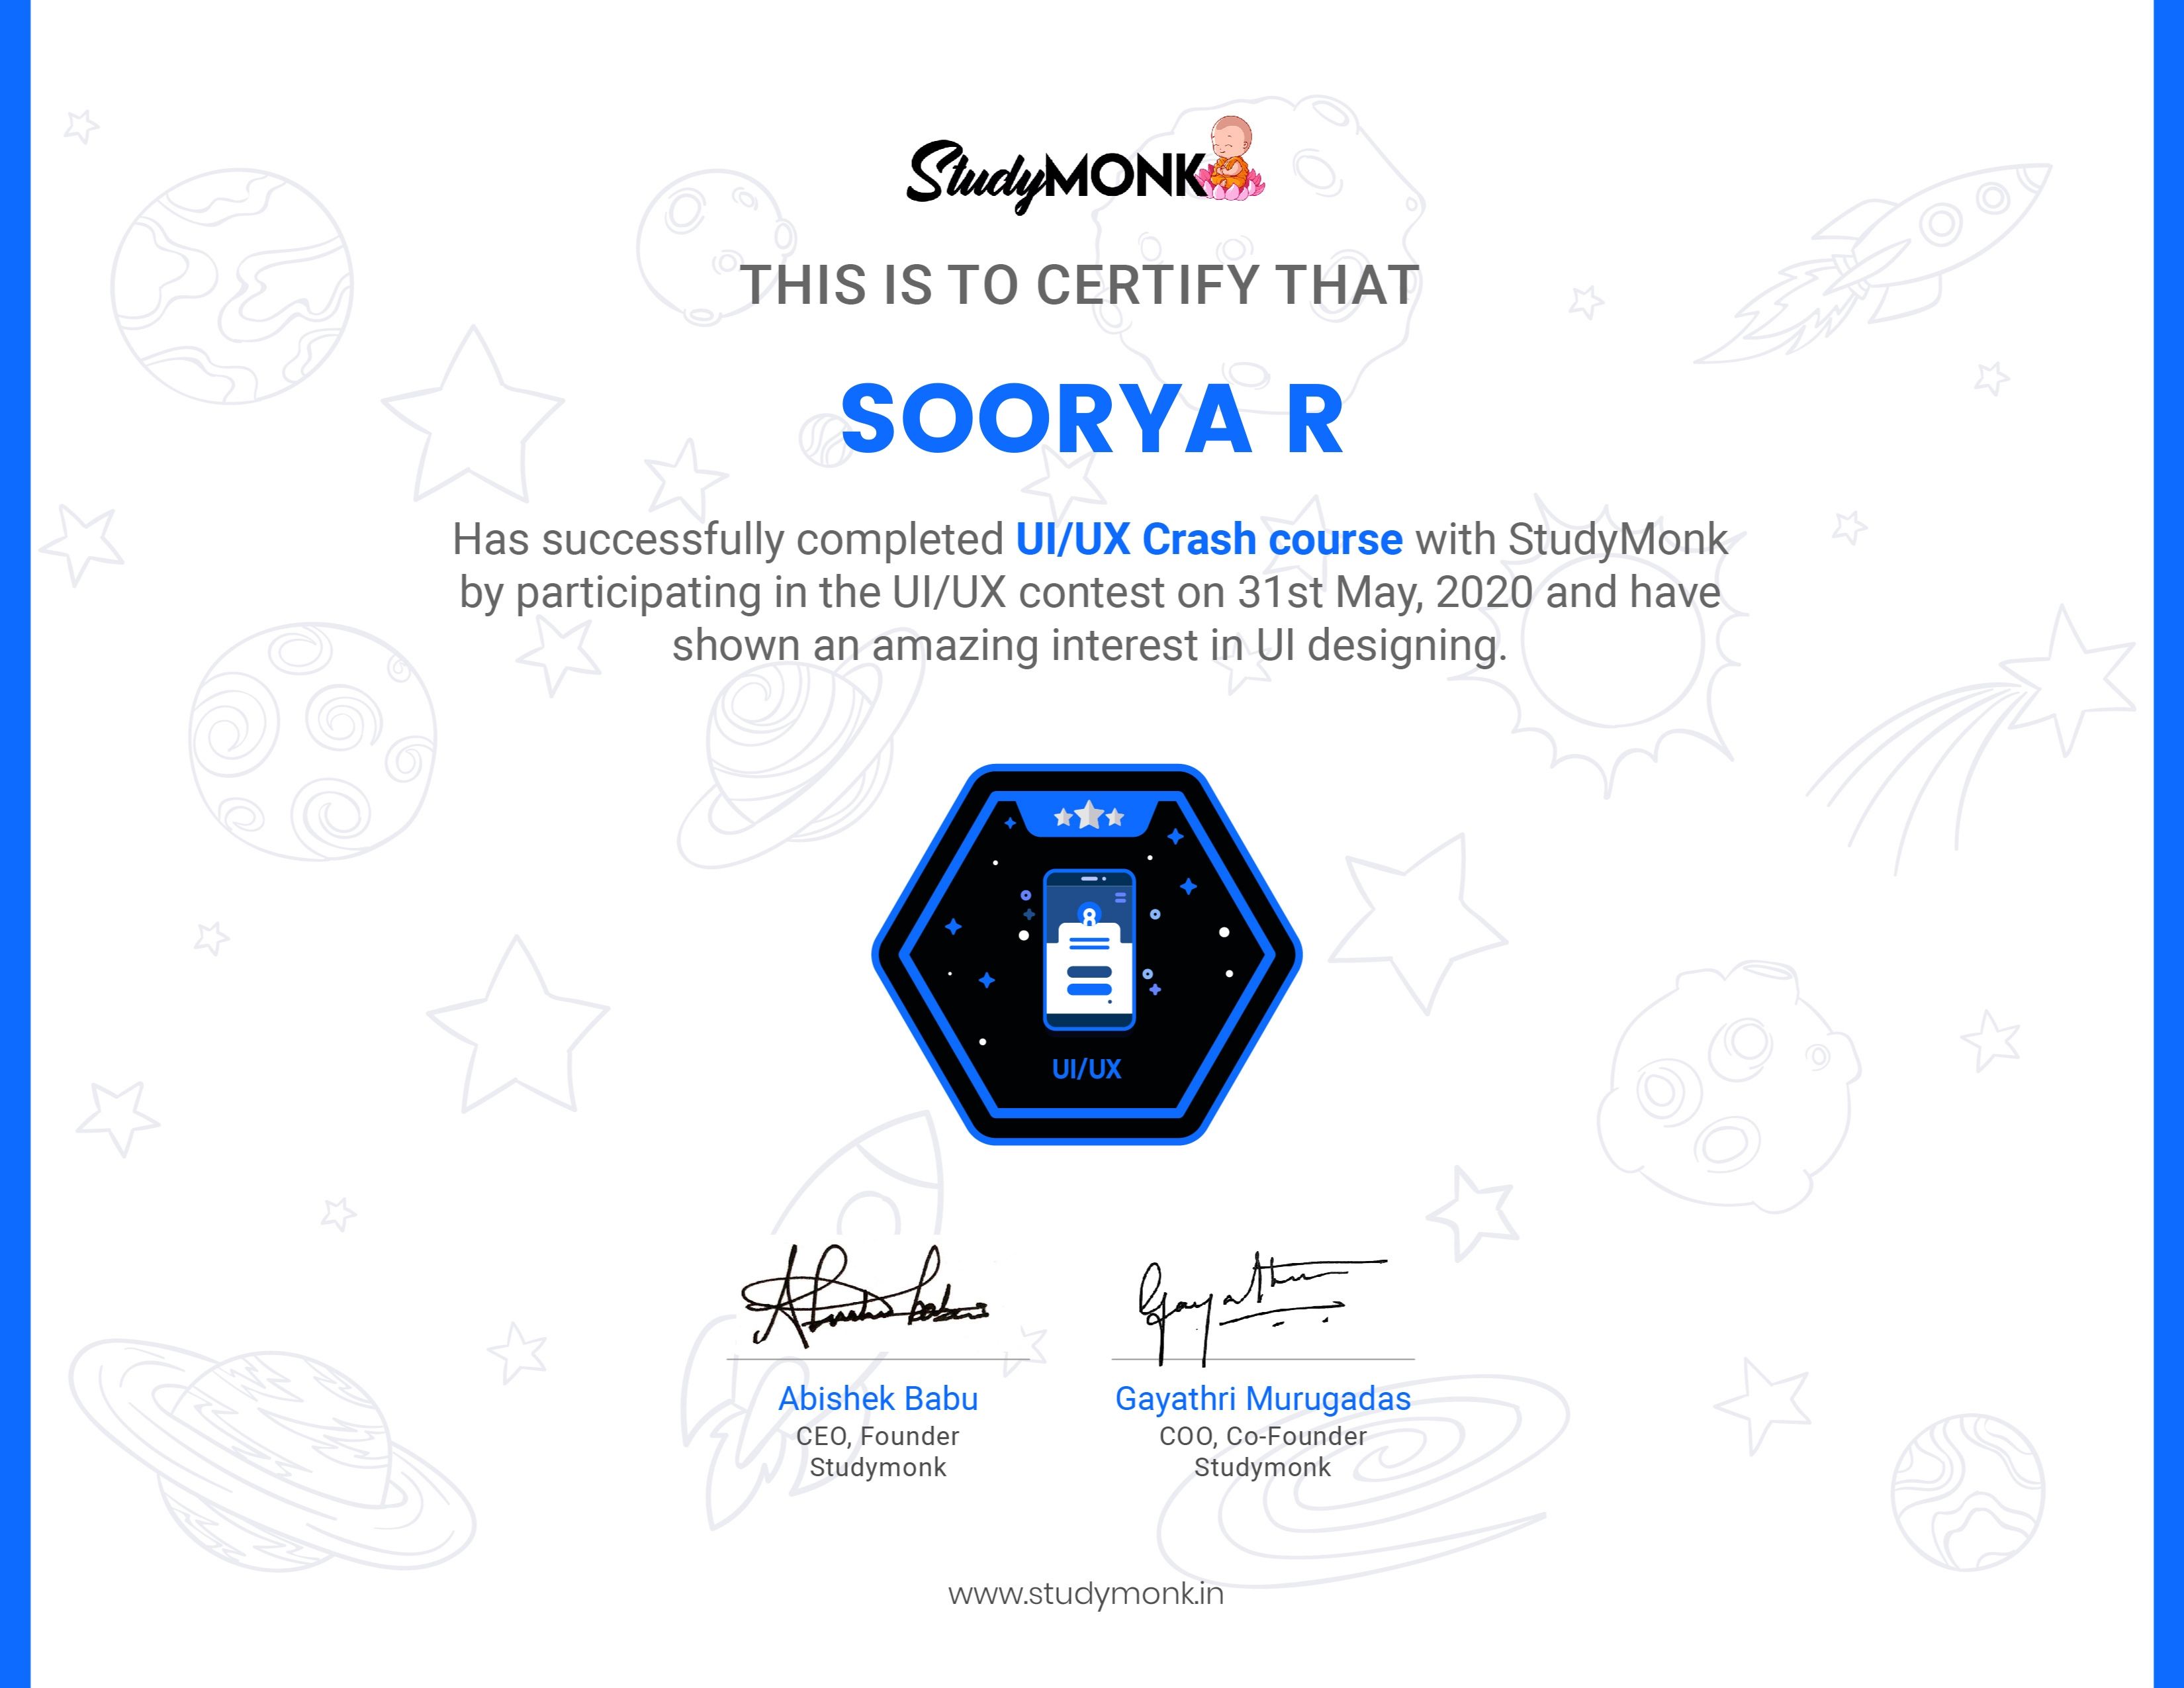 StudyMONK
THIS IS TO CERTIFY THAT
SOORYA R
Has successfully completed UI/UX Crash course with StudyMonk
by participating in the UI/UX contest on 31st May, 2020 and have
shown an amazing interest in UI designing.
UI/UX
Abishek Babu
CEO, Founder
Studymonk
Gayathri
Gayathri Murugadas
COO, Co-Founder
Studymonk
www.studymonk.in